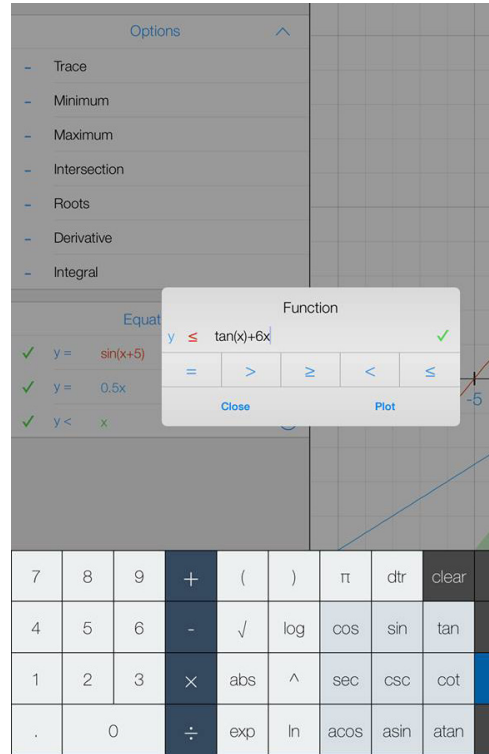 Options
- Trace
- Minimum
- Maximum
- Intersection
- Roots
- Derivative
- Integral
Equat
Function
y ≤ tan(x)+6x
= > ≥ < ≤
Close Plot
y = sin(x+5)
y = 0.5x
y < x
-5
7 8 9 + ( ) π dtr clear
4 5 6 - √ log cos sin tan
1 2 3 × abs ^ sec csc cot
. 0 ÷ exp ln acos asin atan